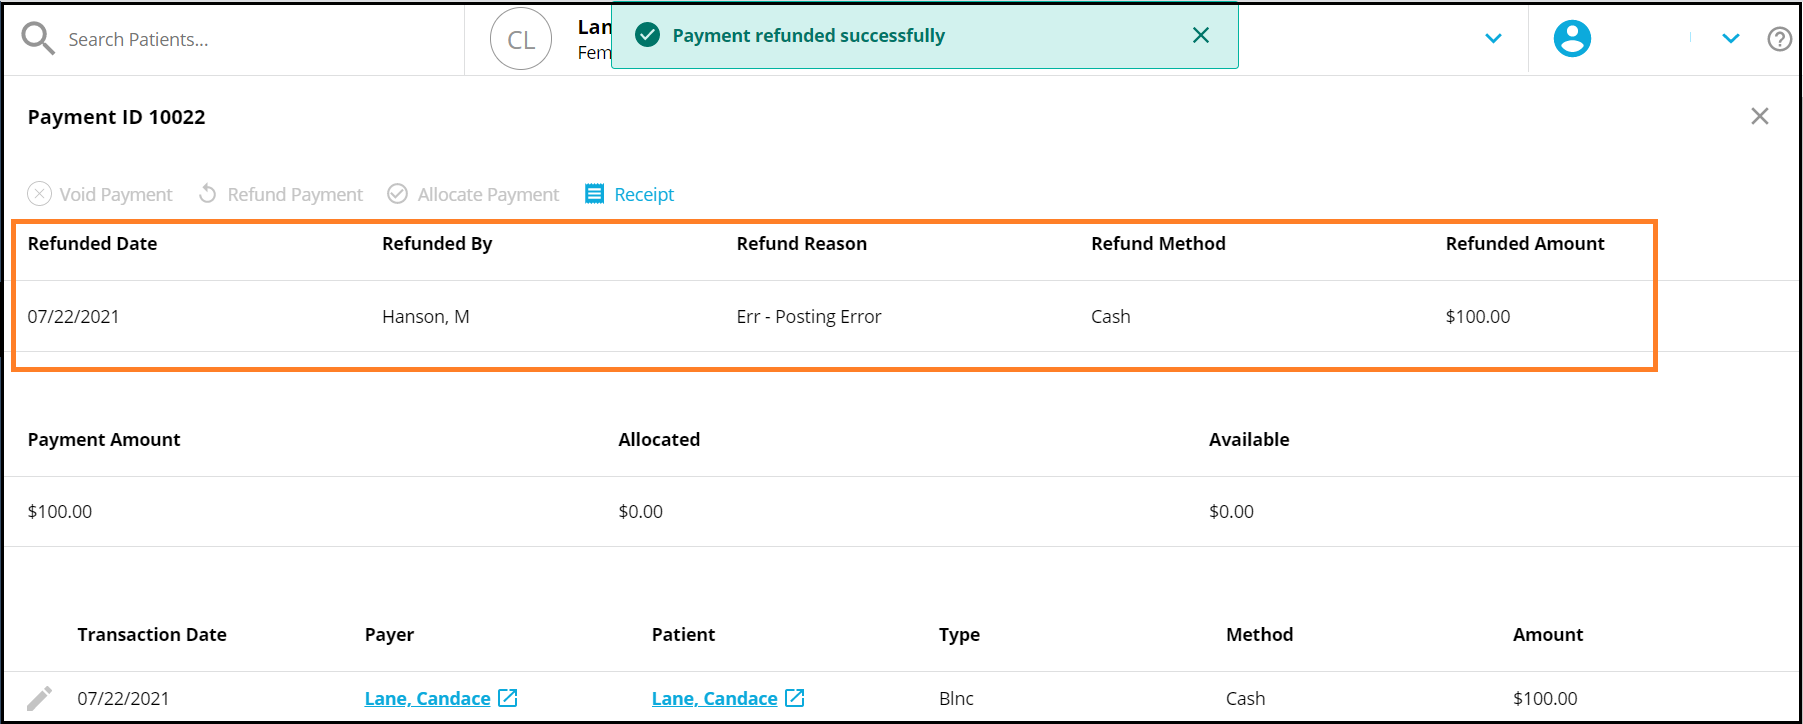 Search Patients...
CL
Lan
Fem
Payment refunded successfully
Payment ID 10022
Void Payment Refund Payment Allocate Payment Receipt
Refunded Date Refunded By Refund Reason Refund Method Refunded Amount
07/22/2021 Hanson, M Err - Posting Error Cash $100.00
Payment Amount Allocated Available
$100.00 $0.00 $0.00
Transaction Date Payer Patient Type Method Amount
07/22/2021 Lane, Candace Lane, Candace Blnc Cash $100.00